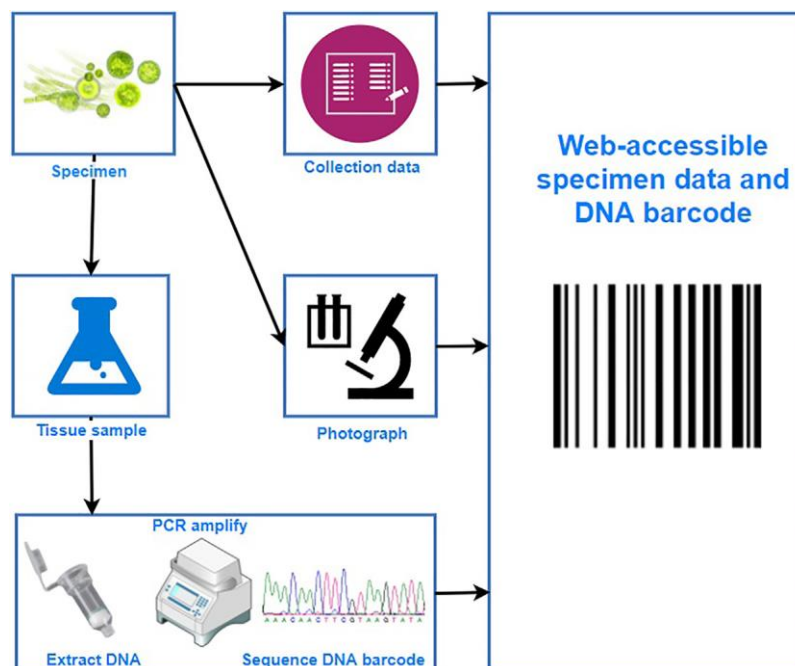 Specimen
Collection data
Web-accessible
specimen data and
DNA barcode
Tissue sample
Photograph
PCR amplify
A A A C A A C T T C G T A A G T A T A
Extract DNA
Sequence DNA barcode